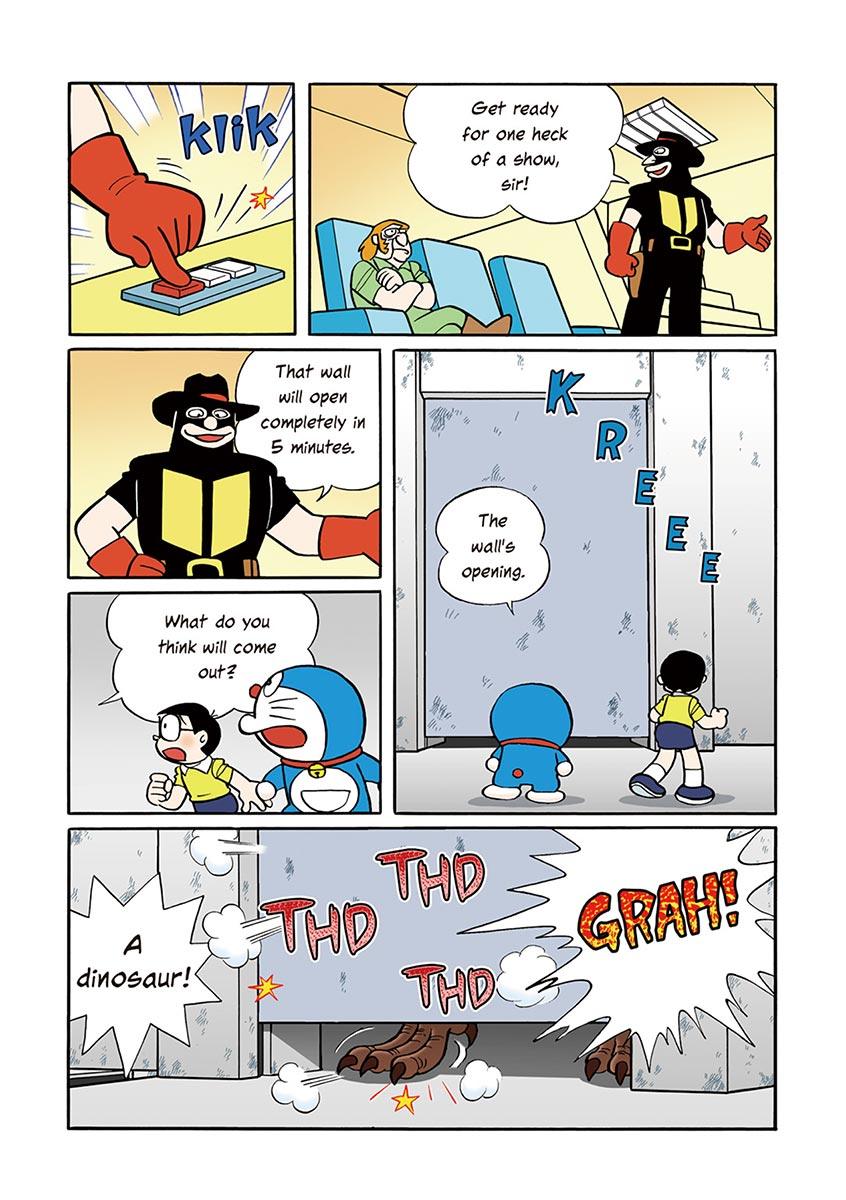 klik
Get ready
for one heck
of a show,
sir!
That wall
will open
completely in
5 minutes.
KREEE
The
wall's
opening.
What do you
think will come
out?
A
dinosaur!
THD
THD
THD
GRAH!